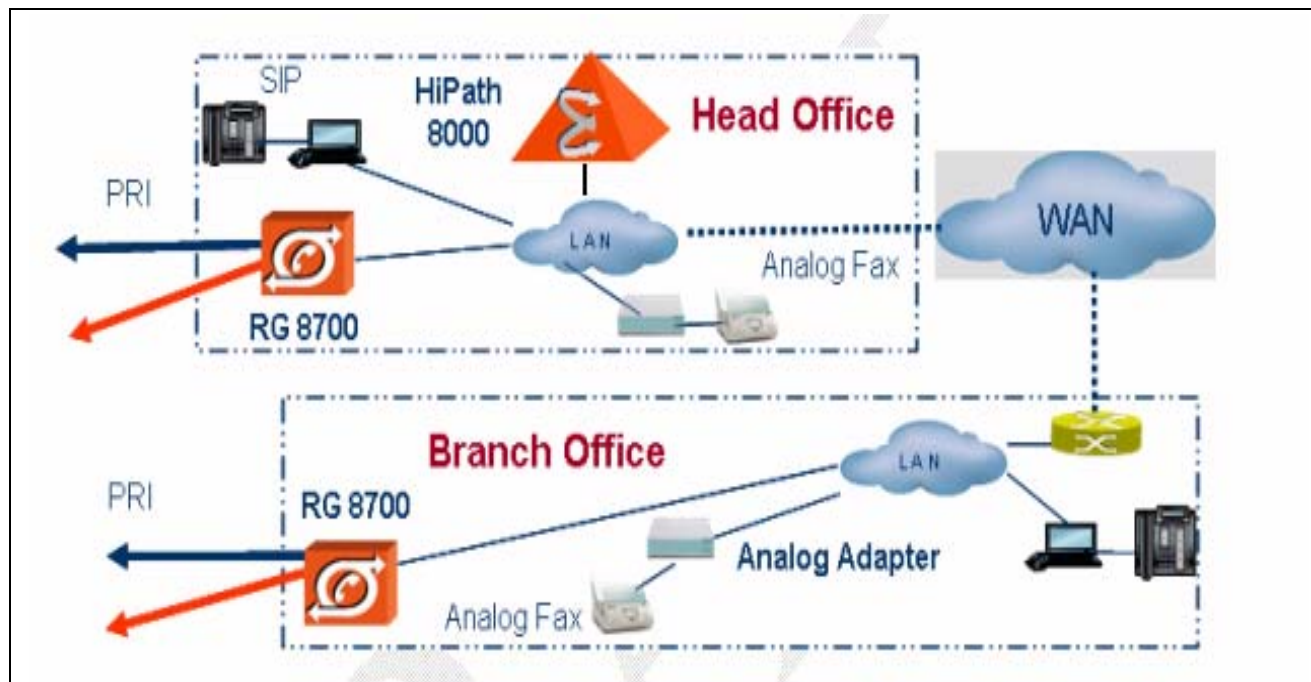 SIP
HiPath
8000
Head Office
PRI
LAN
WAN
Analog Fax
RG 8700
Branch Office
LAN
PRI
RG 8700
Analog Adapter
Analog Fax